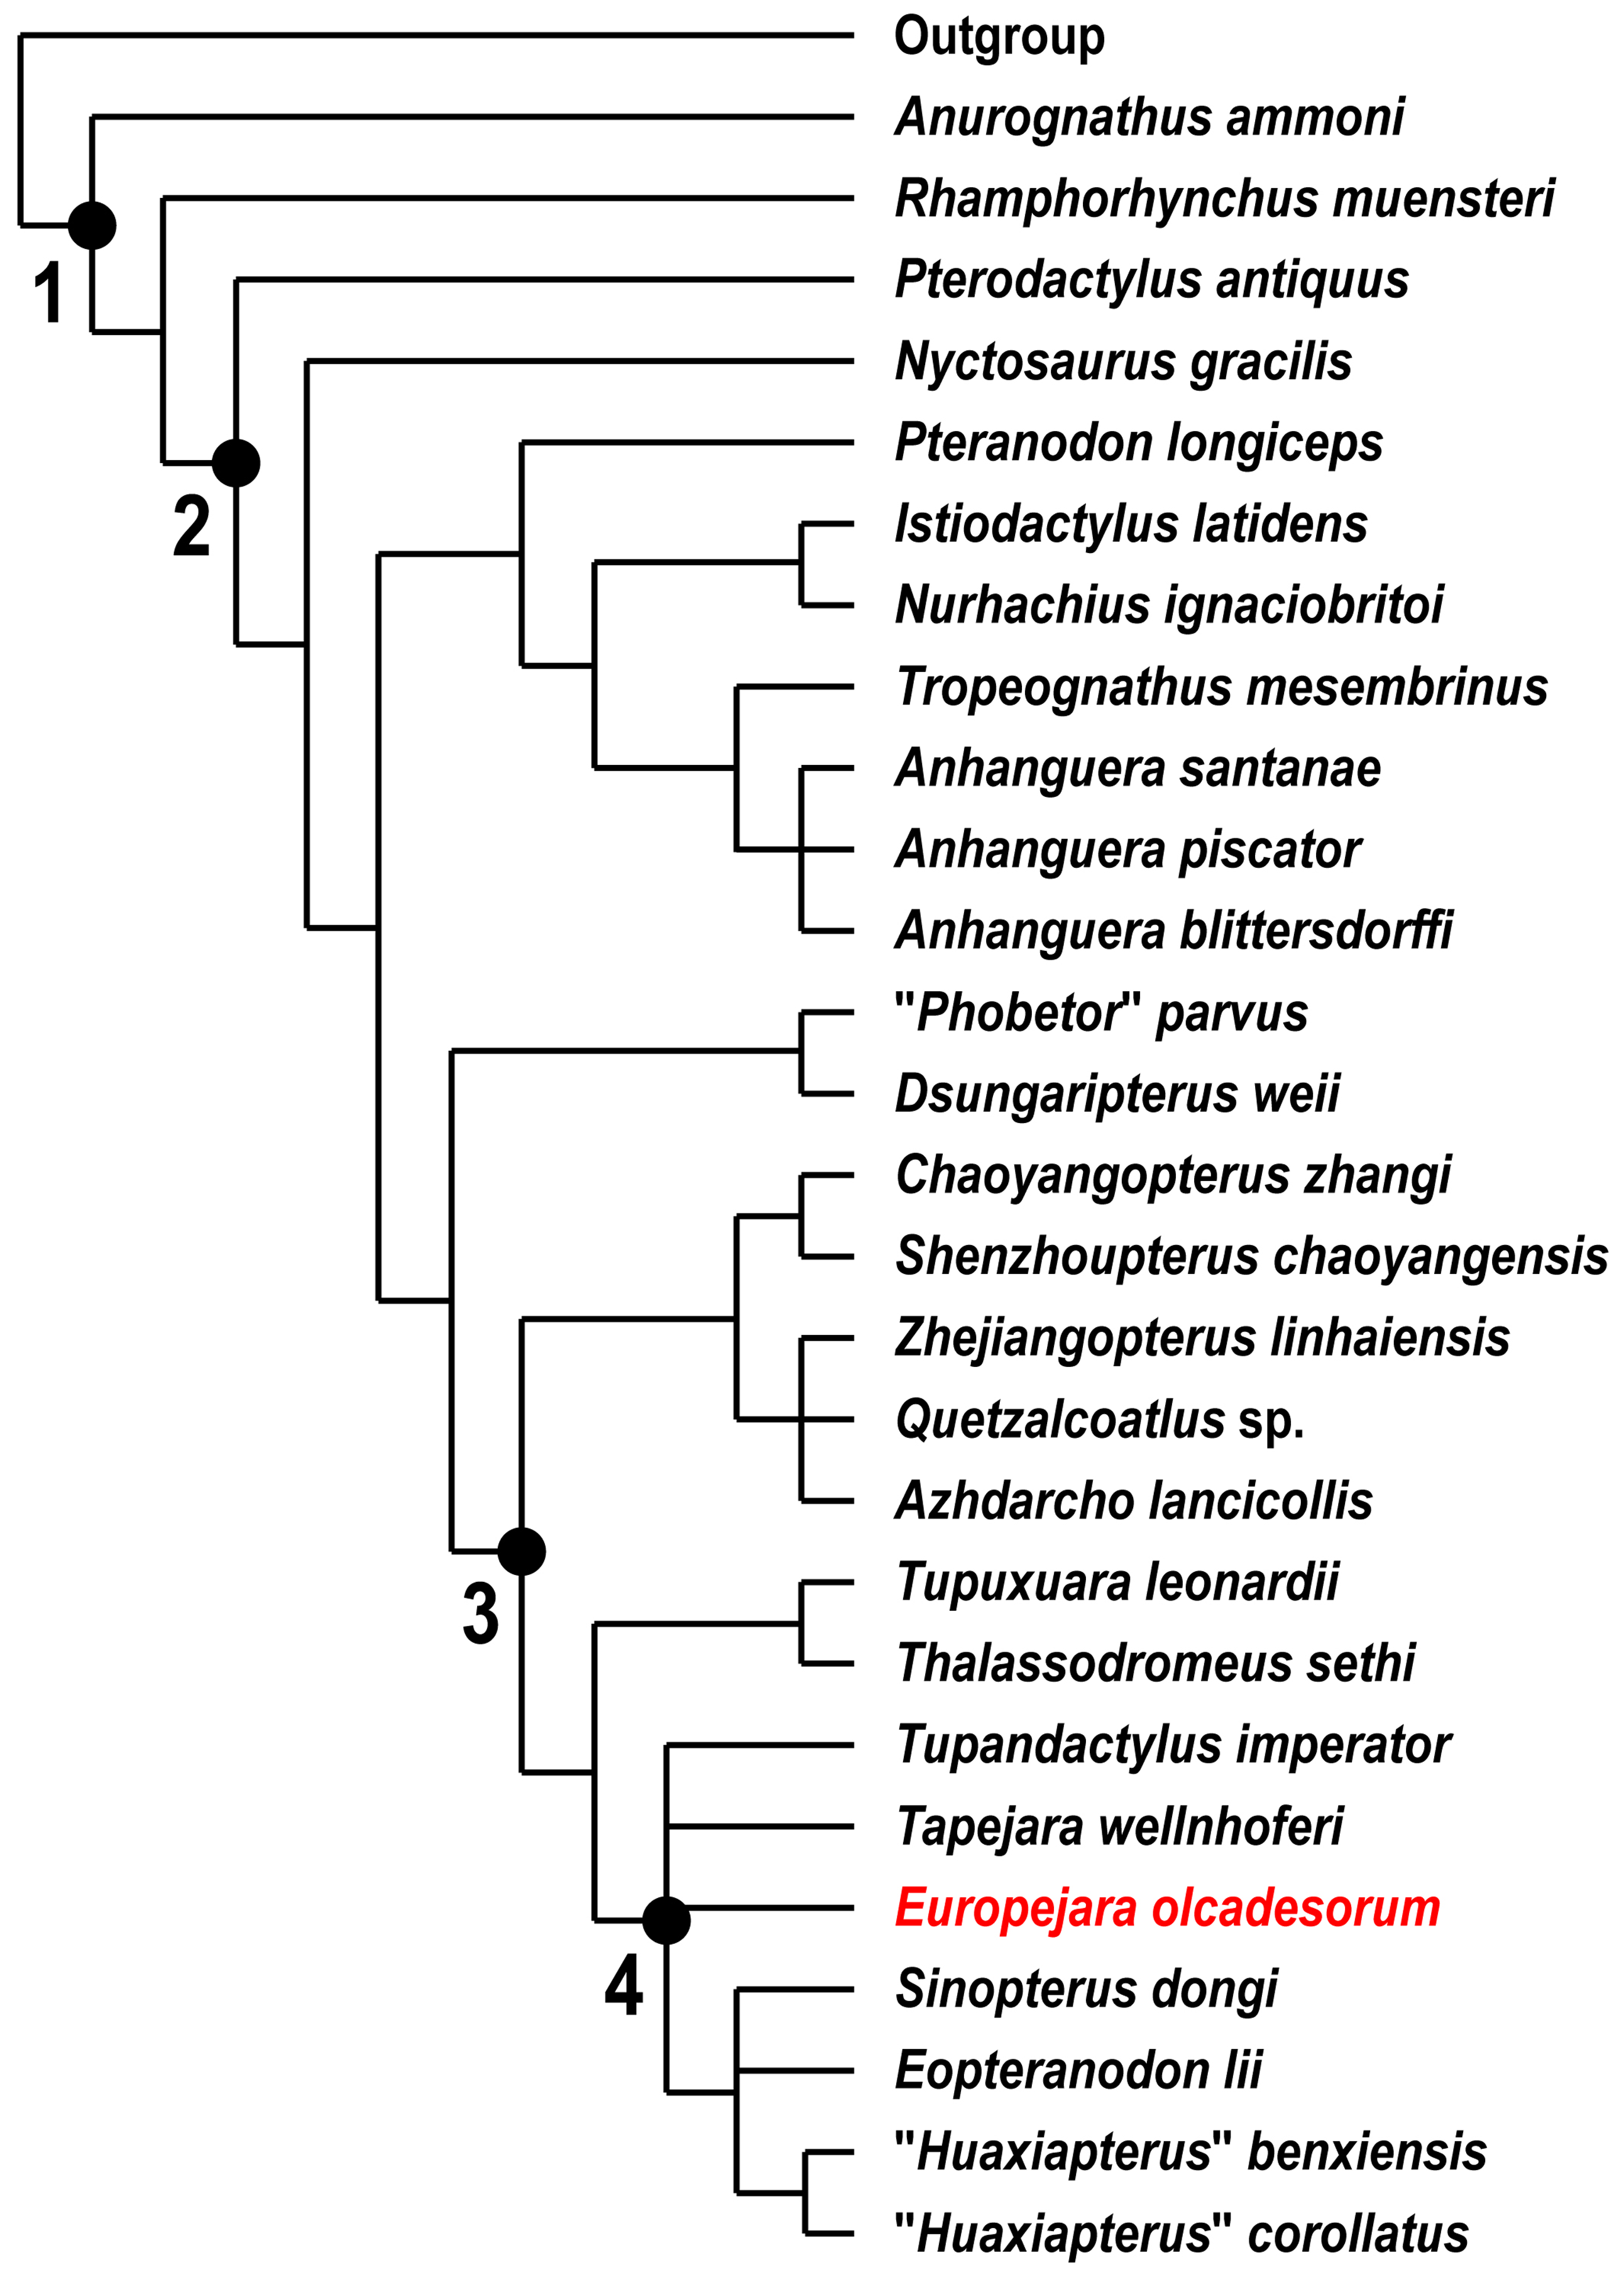 Outgroup
Anurognathus ammoni
Rhamphorhynchus muensteri
1
Pterodactylus antiquus
Nyctosaurus gracilis
Pteranodon longiceps
2
Istiodactylus latidens
Nurhachius ignaciobritoi
Tropeognathus mesembrinus
Anhanguera santanae
Anhanguera piscator
Anhanguera blittersdorffi
"Phobetor" parvus
Dsungaripterus weii
Chaoyangopterus zhangi
Shenzhoupterus chaoyangensis
Zhejiangopterus linhaiensis
Quetzalcoatlus sp.
Azhdarcho lancicollis
Tupuxuara leonardii
3
Thalassodromeus sethi
Tupandactylus imperator
Tapejara wellnhoferi
Europejara olcadesorum
4
Sinopterus dongi
Eopteranodon lii
"Huaxiapterus" benxiensis
"Huaxiapterus" corollatus